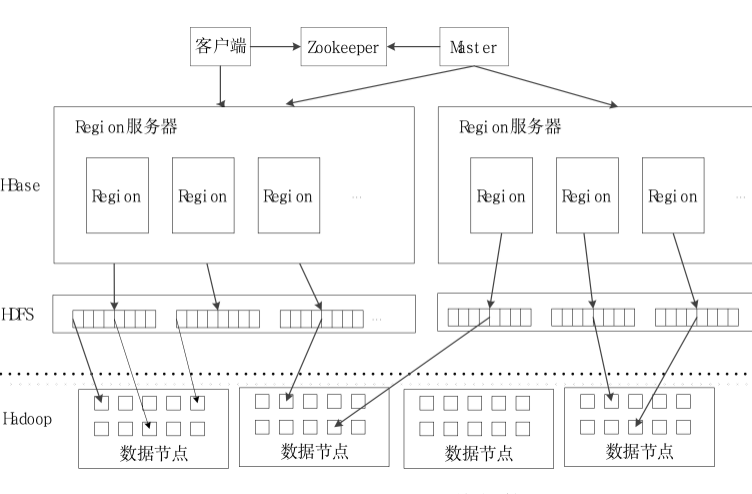 客户端
Zookeeper
Master
Region服务器
Region服务器
HBase
Region
Region
Region
...
Region
Region
Region
...
HDFS
...
Hadoop
数据节点
数据节点
数据节点
数据节点